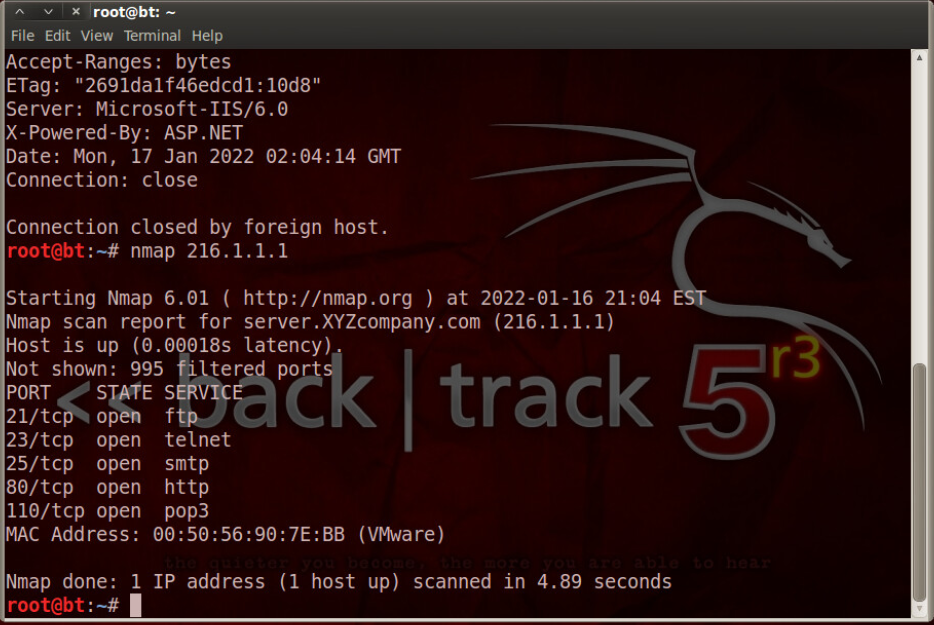 root@bt: ~
File Edit View Terminal Help
Accept-Ranges: bytes
ETag: "2691da1f46edcd1:10d8"
Server: Microsoft-IIS/6.0
X-Powered-By: ASP.NET
Date: Mon, 17 Jan 2022 02:04:14 GMT
Connection: close
Connection closed by foreign host.
root@bt:~# nmap 216.1.1.1
Starting Nmap 6.01 ( http://nmap.org ) at 2022-01-16 21:04 EST
Nmap scan report for server.XYZcompany.com (216.1.1.1)
Host is up (0.00018s latency).
Not shown: 995 filtered ports
PORT STATE SERVICE
21/tcp open ftp
23/tcp open telnet
25/tcp open smtp
80/tcp open http
110/tcp open pop3
MAC Address: 00:50:56:90:7E:BB (VMware)
Nmap done: 1 IP address (1 host up) scanned in 4.89 seconds
root@bt:~#
<< back | track 5 r3
the quieter you become, the more you are able to hear